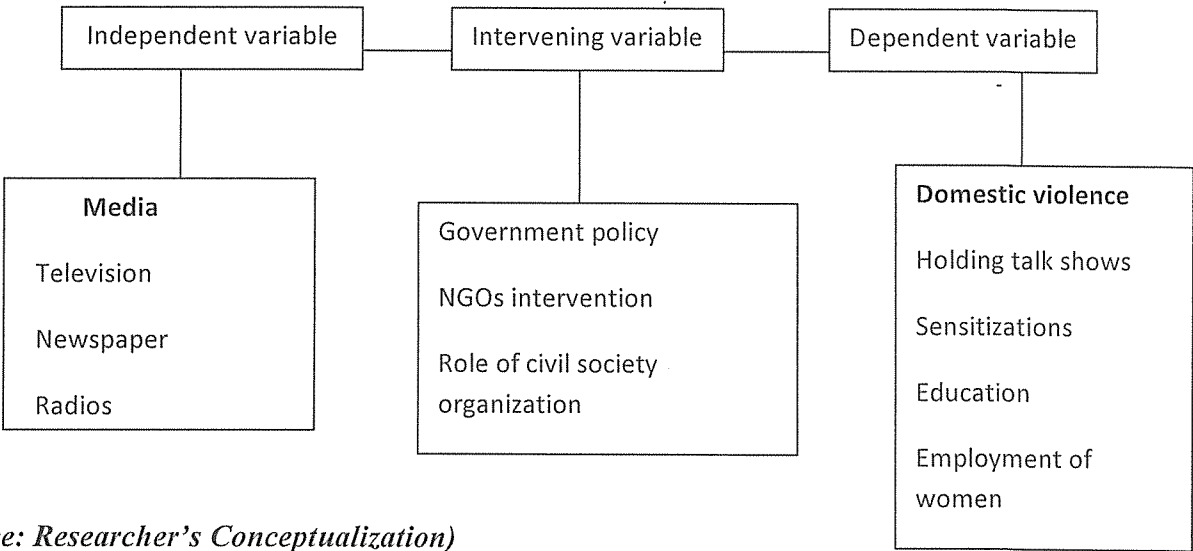 Independent variable
Intervening variable
Dependent variable
Media
Television
Newspaper
Radios
Government policy
NGOs intervention
Role of civil society
organization
Domestic violence
Holding talk shows
Sensitizations
Education
Employment of
women
e: Researcher's Conceptualization)